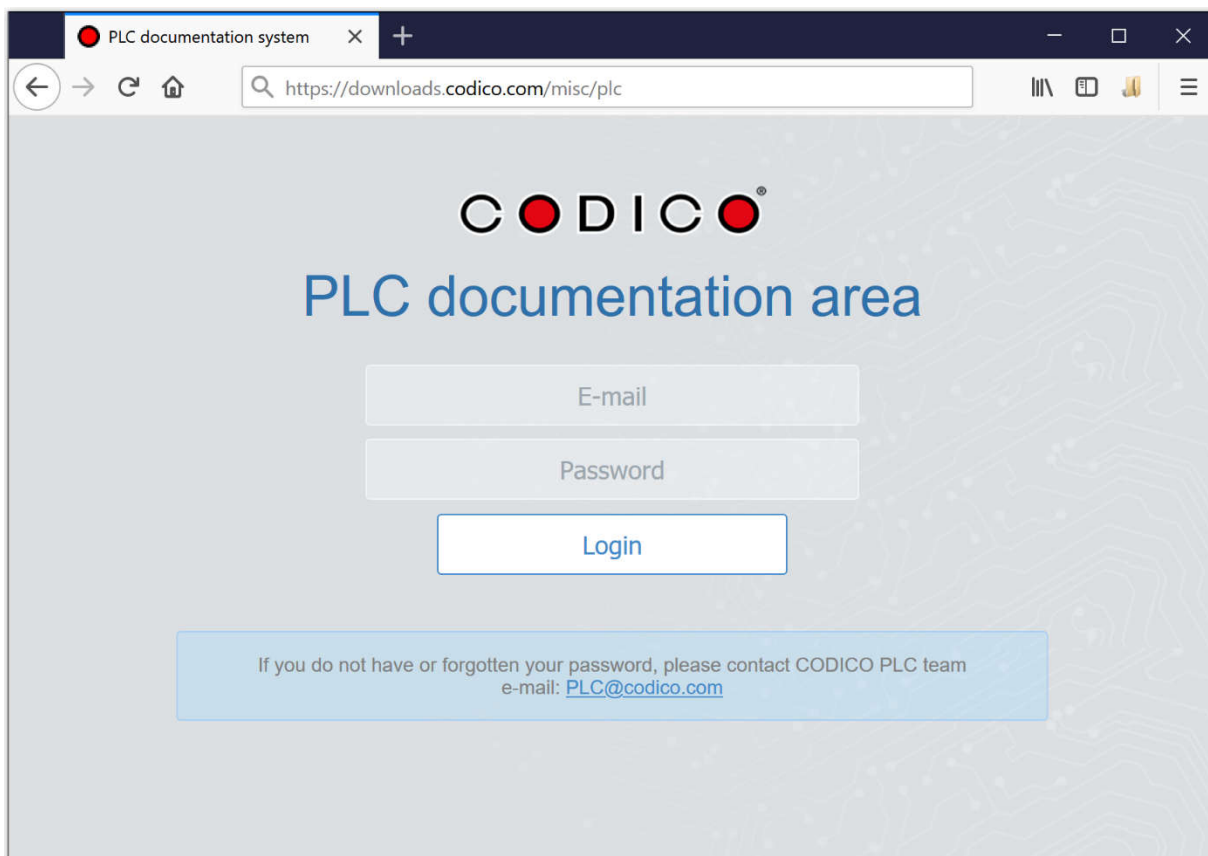 PLC documentation system
https://downloads.codico.com/misc/plc
CODICO®
PLC documentation area
E-mail
Password
Login
If you do not have or forgotten your password, please contact CODICO PLC team
e-mail: PLC@codico.com